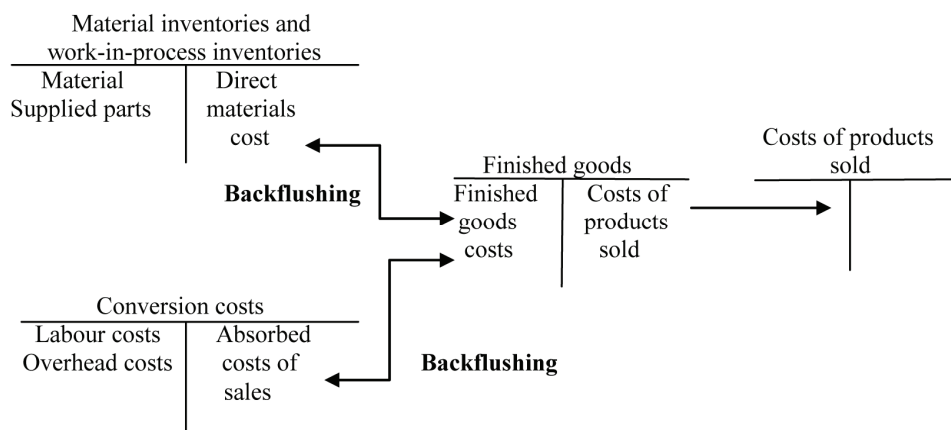 Material inventories and
work-in-process inventories
Material
Supplied parts
Direct
materials
cost
Backflushing
Finished goods
Finished
goods
costs
Costs of
products
sold
Costs of products
sold
Conversion costs
Labour costs
Overhead costs
Absorbed
costs of
sales
Backflushing